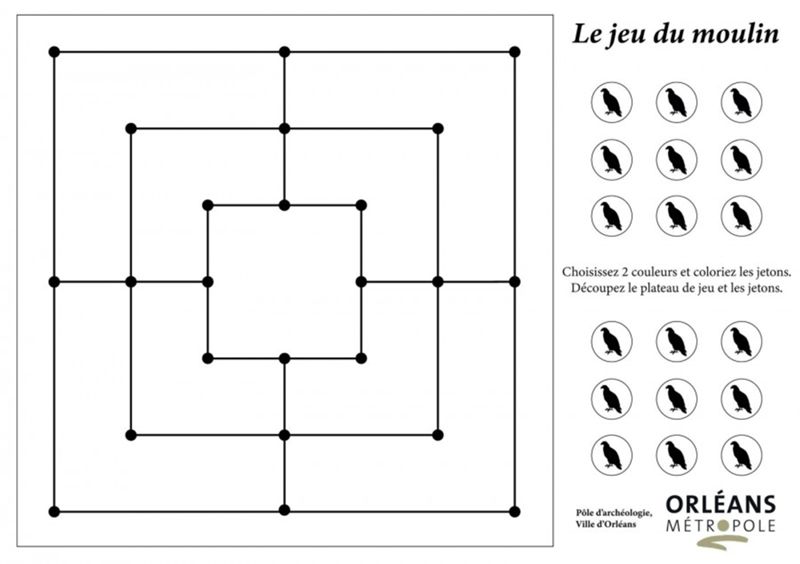 Le jeu du moulin
Choisissez 2 couleurs et coloriez les jetons.
Découpez le plateau de jeu et les jetons.
Pôle d'archéologie,
Ville d'Orléans
ORLÉANS
MÉTROPOLE